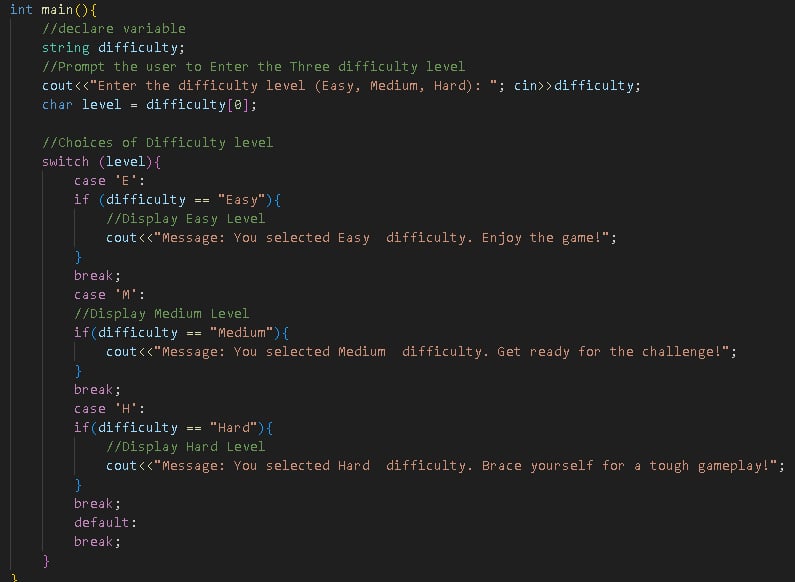 int main(){
    //declare variable
    string difficulty;
    //Prompt the user to Enter the Three difficulty level
    cout<<"Enter the difficulty level (Easy, Medium, Hard): "; cin>>difficulty;
    char level = difficulty[0];

    //Choices of Difficulty level
    switch (level){
        case 'E':
        if (difficulty == "Easy"){
            //Display Easy Level
            cout<<"Message: You selected Easy  difficulty. Enjoy the game!";
        }
        break;
        case 'M':
        //Display Medium Level
        if(difficulty == "Medium"){
            cout<<"Message: You selected Medium  difficulty. Get ready for the challenge!";
        }
        break;
        case 'H':
        if(difficulty == "Hard"){
            //Display Hard Level
            cout<<"Message: You selected Hard  difficulty. Brace yourself for a tough gameplay!";
        }
        break;
        default:
        break;
    }
}